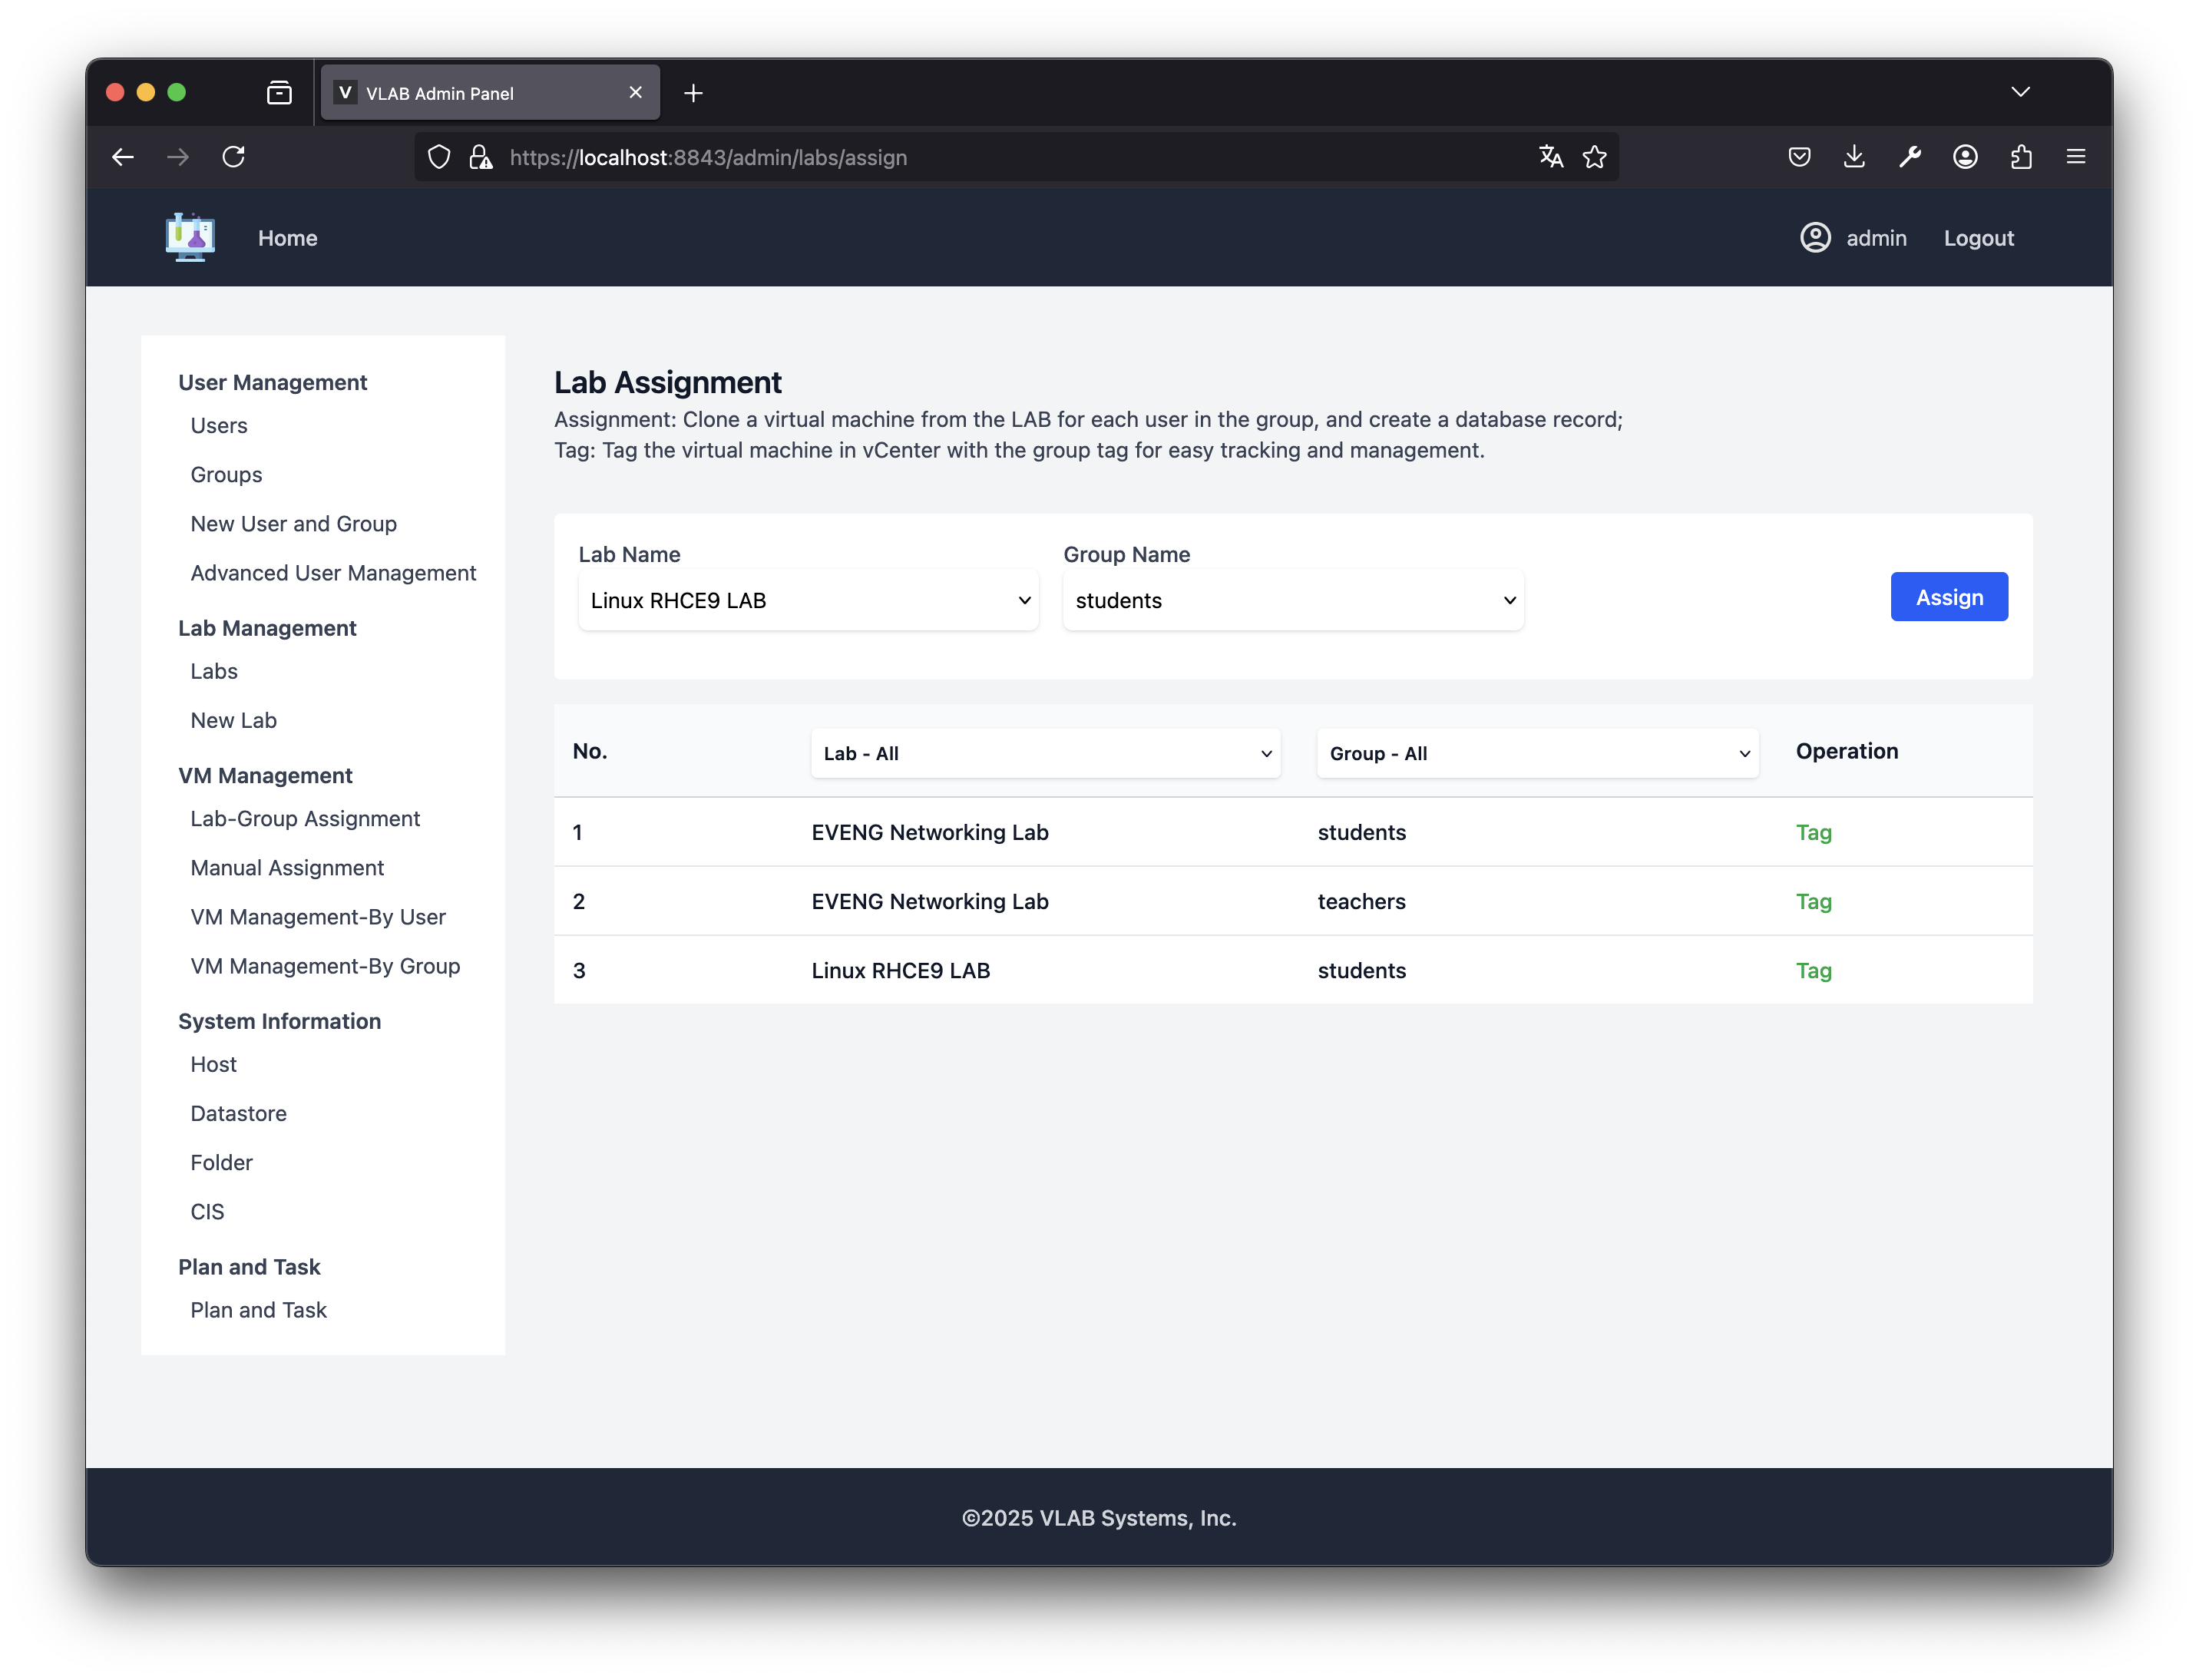 V VLAB Admin Panel
https://localhost:8843/admin/labs/assign
Home
admin
Logout
User Management
Users
Groups
New User and Group
Advanced User Management
Lab Management
Labs
New Lab
VM Management
Lab-Group Assignment
Manual Assignment
VM Management-By User
VM Management-By Group
System Information
Host
Datastore
Folder
CIS
Plan and Task
Plan and Task
Lab Assignment
Assignment: Clone a virtual machine from the LAB for each user in the group, and create a database record;
Tag: Tag the virtual machine in vCenter with the group tag for easy tracking and management.
Lab Name
Linux RHCE9 LAB
Group Name
students
Assign
No. Lab - All Group - All Operation
1 EVENG Networking Lab students Tag
2 EVENG Networking Lab teachers Tag
3 Linux RHCE9 LAB students Tag
©2025 VLAB Systems, Inc.